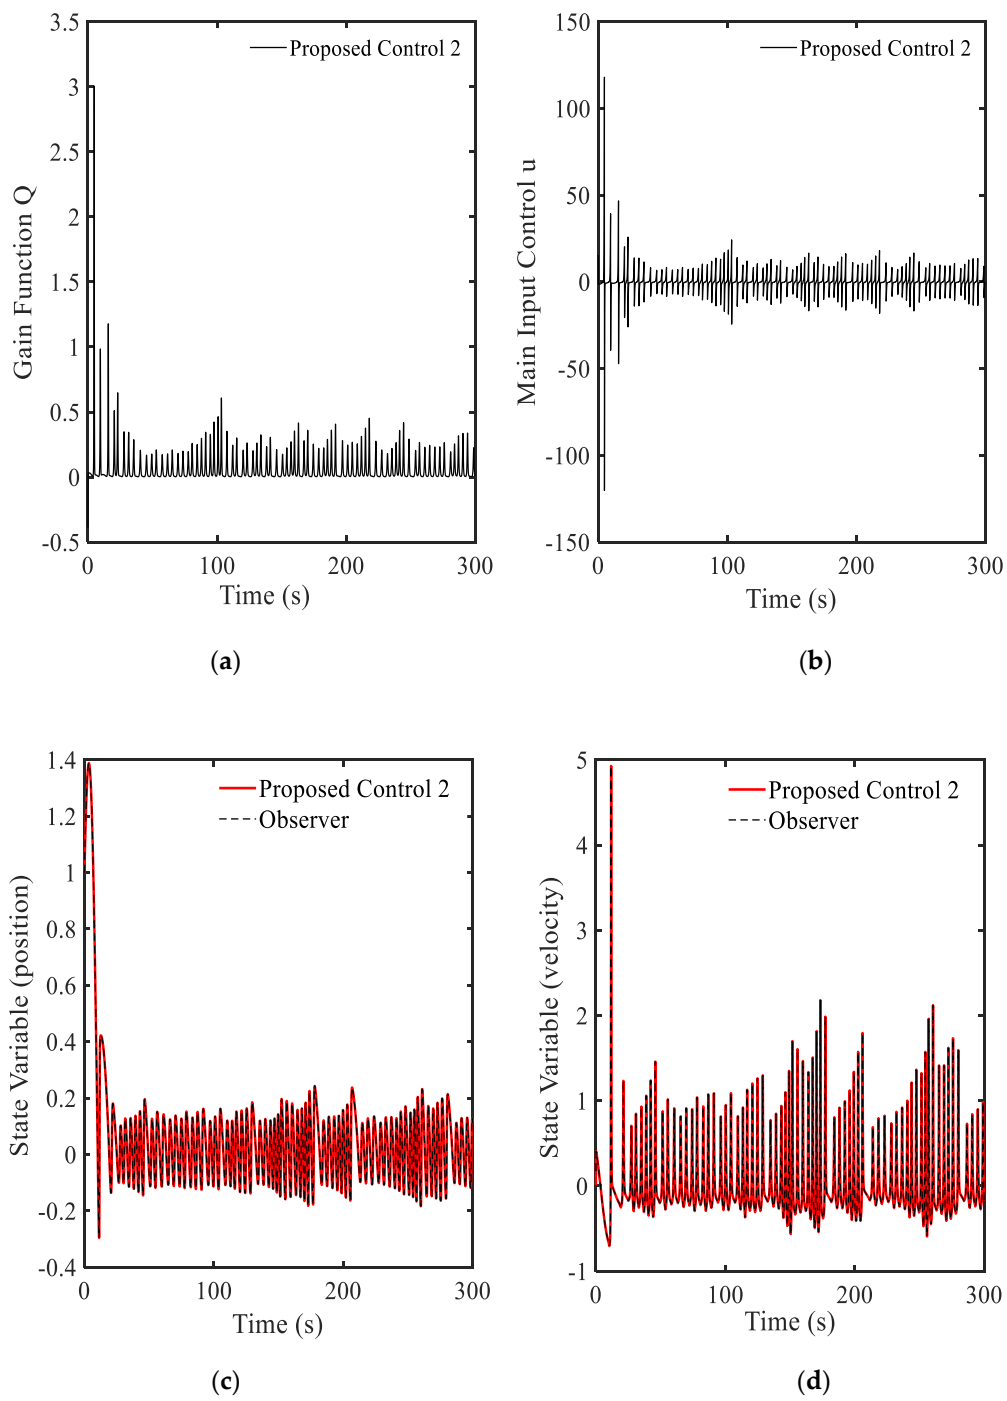 3.5
3
2.5
2
1.5
1
0.5
0
-0.5
Gain Function Q
Proposed Control 2
0 100 200 300
Time (s)
(a)
150
100
50
0
-50
-100
-150
Main Input Control u
Proposed Control 2
0 100 200 300
Time (s)
(b)
1.4
1.2
1
0.8
0.6
0.4
0.2
0
-0.2
-0.4
State Variable (position)
Proposed Control 2
Observer
0 100 200 300
Time (s)
(c)
5
4
3
2
1
0
-1
State Variable (velocity)
Proposed Control 2
Observer
0 100 200 300
Time (s)
(d)